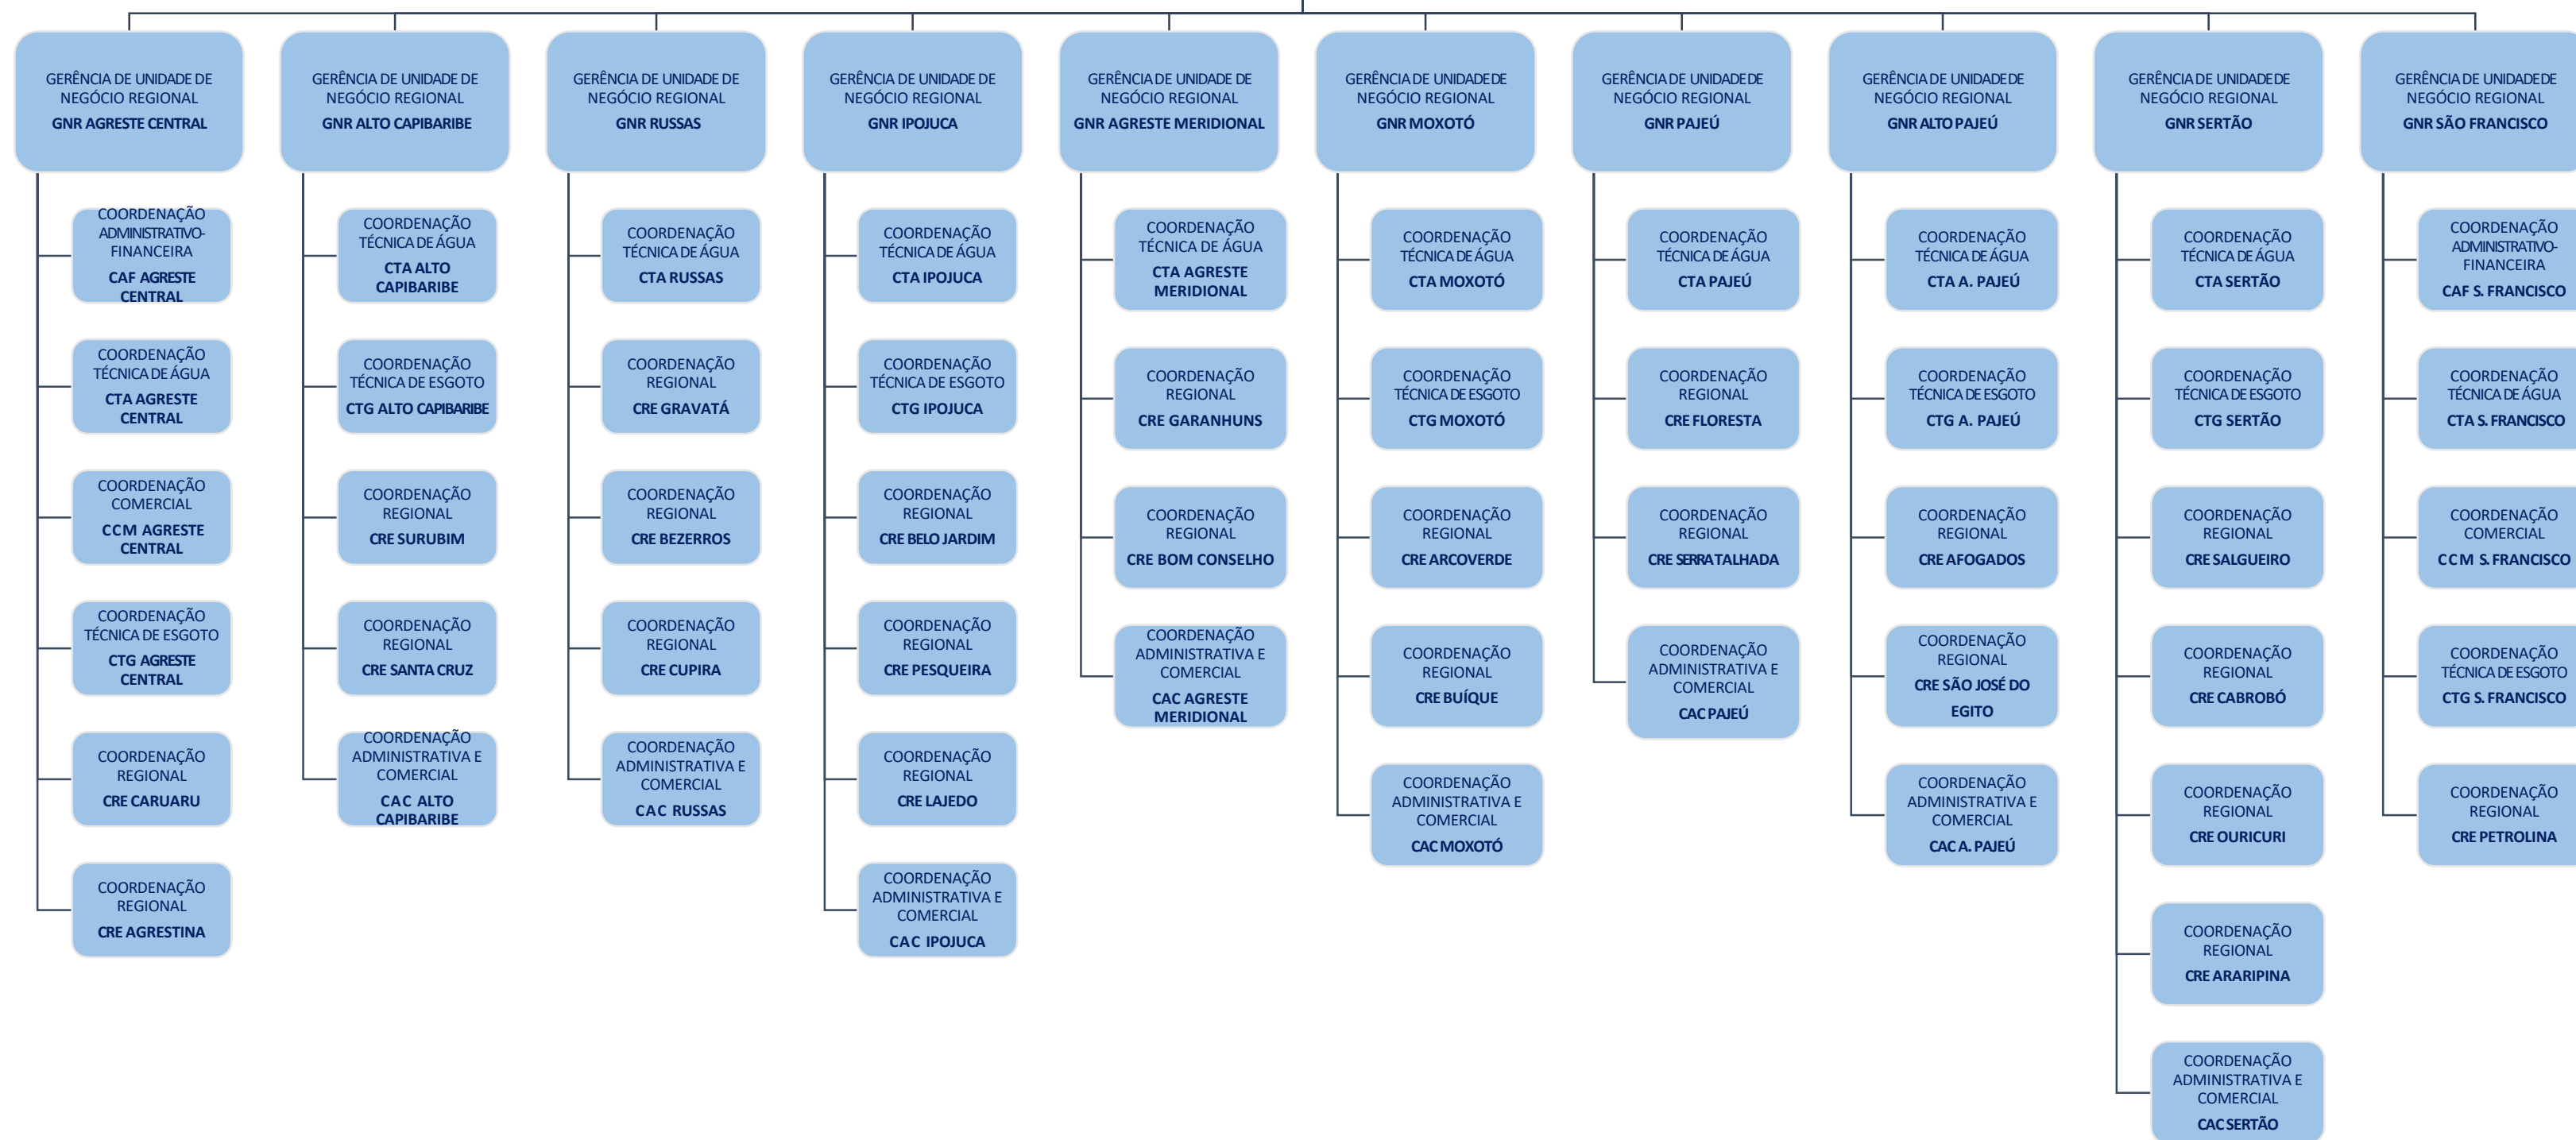 GERÊNCIA DE UNIDADE DE
NEGÓCIO REGIONAL
GNR AGRESTE CENTRAL
COORDENAÇÃO
ADMINISTRATIVO-
FINANCEIRA
CAF AGRESTE
CENTRAL
COORDENAÇÃO
TÉCNICA DE ÁGUA
CTA AGRESTE
CENTRAL
COORDENAÇÃO
COMERCIAL
CCM AGRESTE
CENTRAL
COORDENAÇÃO
TÉCNICA DE ESGOTO
CTG AGRESTE
CENTRAL
COORDENAÇÃO
REGIONAL
CRE CARUARU
COORDENAÇÃO
REGIONAL
CRE AGRESTINA
GERÊNCIA DE UNIDADE DE
NEGÓCIO REGIONAL
GNR ALTO CAPIBARIBE
COORDENAÇÃO
TÉCNICA DE ÁGUA
CTA ALTO
CAPIBARIBE
COORDENAÇÃO
TÉCNICA DE ESGOTO
CTG ALTO CAPIBARIBE
COORDENAÇÃO
REGIONAL
CRE SURUBIM
COORDENAÇÃO
REGIONAL
CRE SANTA CRUZ
COORDENAÇÃO
ADMINISTRATIVA E
COMERCIAL
CAC ALTO
CAPIBARIBE
GERÊNCIA DE UNIDADE DE
NEGÓCIO REGIONAL
GNR RUSSAS
COORDENAÇÃO
TÉCNICA DE ÁGUA
CTA RUSSAS
COORDENAÇÃO
REGIONAL
CRE GRAVATÁ
COORDENAÇÃO
REGIONAL
CRE BEZERROS
COORDENAÇÃO
REGIONAL
CRE CUPIRA
COORDENAÇÃO
ADMINISTRATIVA E
COMERCIAL
CAC RUSSAS
GERÊNCIA DE UNIDADE DE
NEGÓCIO REGIONAL
GNR IPOJUCA
COORDENAÇÃO
TÉCNICA DE ÁGUA
CTA IPOJUCA
COORDENAÇÃO
TÉCNICA DE ESGOTO
CTG IPOJUCA
COORDENAÇÃO
REGIONAL
CRE BELO JARDIM
COORDENAÇÃO
REGIONAL
CRE PESQUEIRA
COORDENAÇÃO
REGIONAL
CRE LAJEDO
COORDENAÇÃO
ADMINISTRATIVA E
COMERCIAL
CAC IPOJUCA
GERÊNCIA DE UNIDADE DE
NEGÓCIO REGIONAL
GNR AGRESTE MERIDIONAL
COORDENAÇÃO
TÉCNICA DE ÁGUA
CTA AGRESTE
MERIDIONAL
COORDENAÇÃO
REGIONAL
CRE GARANHUNS
COORDENAÇÃO
REGIONAL
CRE BOM CONSELHO
COORDENAÇÃO
ADMINISTRATIVA E
COMERCIAL
CAC AGRESTE
MERIDIONAL
GERÊNCIA DE UNIDADE DE
NEGÓCIO REGIONAL
GNR MOXOTÓ
COORDENAÇÃO
TÉCNICA DE ÁGUA
CTA MOXOTÓ
COORDENAÇÃO
TÉCNICA DE ESGOTO
CTG MOXOTÓ
COORDENAÇÃO
REGIONAL
CRE ARCOVERDE
COORDENAÇÃO
REGIONAL
CRE BUÍQUE
COORDENAÇÃO
ADMINISTRATIVA E
COMERCIAL
CAC MOXOTÓ
GERÊNCIA DE UNIDADE DE
NEGÓCIO REGIONAL
GNR PAJEÚ
COORDENAÇÃO
TÉCNICA DE ÁGUA
CTA PAJEÚ
COORDENAÇÃO
REGIONAL
CRE FLORESTA
COORDENAÇÃO
REGIONAL
CRE SERRA TALHADA
COORDENAÇÃO
ADMINISTRATIVA E
COMERCIAL
CAC PAJEÚ
GERÊNCIA DE UNIDADE DE
NEGÓCIO REGIONAL
GNR ALTO PAJEÚ
COORDENAÇÃO
TÉCNICA DE ÁGUA
CTA A. PAJEÚ
COORDENAÇÃO
TÉCNICA DE ESGOTO
CTG A. PAJEÚ
COORDENAÇÃO
REGIONAL
CRE AFOGADOS
COORDENAÇÃO
REGIONAL
CRE SÃO JOSÉ DO
EGITO
COORDENAÇÃO
ADMINISTRATIVA E
COMERCIAL
CAC A. PAJEÚ
GERÊNCIA DE UNIDADE DE
NEGÓCIO REGIONAL
GNR SERTÃO
COORDENAÇÃO
TÉCNICA DE ÁGUA
CTA SERTÃO
COORDENAÇÃO
TÉCNICA DE ESGOTO
CTG SERTÃO
COORDENAÇÃO
REGIONAL
CRE SALGUEIRO
COORDENAÇÃO
REGIONAL
CRE CABROBÓ
COORDENAÇÃO
REGIONAL
CRE OURICURI
COORDENAÇÃO
REGIONAL
CRE ARARIPINA
COORDENAÇÃO
ADMINISTRATIVA E
COMERCIAL
CAC SERTÃO
GERÊNCIA DE UNIDADE DE
NEGÓCIO REGIONAL
GNR SÃO FRANCISCO
COORDENAÇÃO
ADMINISTRATIVO-
FINANCEIRA
CAF S. FRANCISCO
COORDENAÇÃO
TÉCNICA DE ÁGUA
CTA S. FRANCISCO
COORDENAÇÃO
COMERCIAL
CCM S. FRANCISCO
COORDENAÇÃO
TÉCNICA DE ESGOTO
CTG S. FRANCISCO
COORDENAÇÃO
REGIONAL
CRE PETROLINA